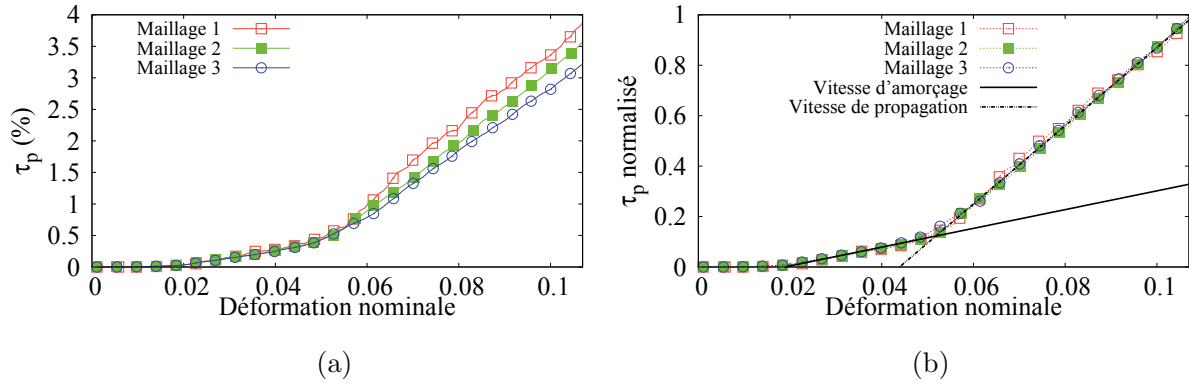 4
3.5
3
2.5
2
1.5
1
0.5
0
τp (%)
Maillage 1
Maillage 2
Maillage 3
0 0.02 0.04 0.06 0.08 0.1
Déformation nominale
(a)
1
0.8
0.6
0.4
0.2
0
τp normalisé
Maillage 1
Maillage 2
Maillage 3
Vitesse d'amorçage
Vitesse de propagation
0 0.02 0.04 0.06 0.08 0.1
Déformation nominale
(b)